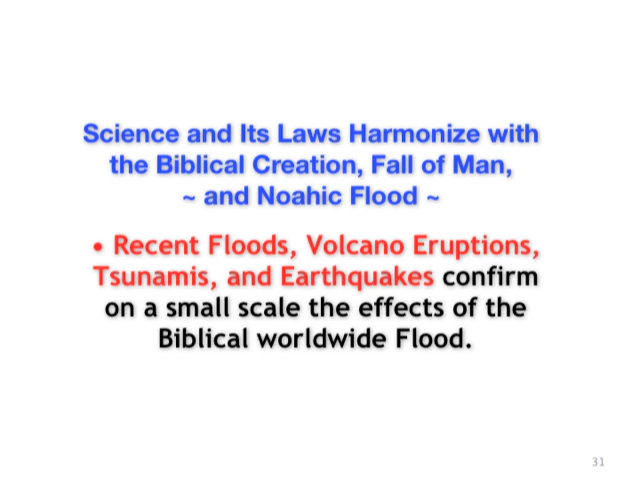 Science and Its Laws Harmonize with
the Biblical Creation, Fall of Man,
~ and Noahic Flood ~
• Recent Floods, Volcano Eruptions,
Tsunamis, and Earthquakes confirm
on a small scale the effects of the
Biblical worldwide Flood.
31